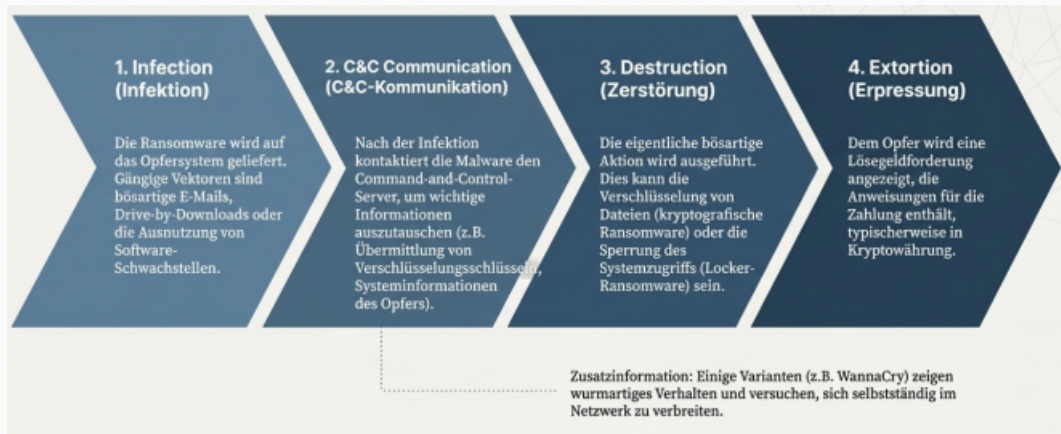 1. Infection
(Infektion)
Die Ransomware wird auf
das Opfersystem geliefert.
Gängige Vektoren sind
bösartige E-Mails,
Drive-by-Downloads oder
die Ausnutzung von
Software-
Schwachstellen.
2. C&C Communication
(C&C-Kommunikation)
Nach der Infektion
kontaktiert die Malware den
Command-and-Control-
Server, um wichtige
Informationen
auszutauschen (z.B.
Übermittlung von
Verschlüsselungsschlüsseln,
Systeminformationen
des Opfers).
3. Destruction
(Zerstörung)
Die eigentliche bösartige
Aktion wird ausgeführt.
Dies kann die
Verschlüsselung von
Dateien (kryptografische
Ransomware) oder die
Sperrung des
Systemzugriffs (Locker-
Ransomware) sein.
4. Extortion
(Erpressung)
Dem Opfer wird eine
Lösegeldforderung
angezeigt, die
Anweisungen für die
Zahlung enthält,
typischerweise in
Kryptowährung.
Zusatzinformation: Einige Varianten (z.B. WannaCry) zeigen
wurmartiges Verhalten und versuchen, sich selbstständig im
Netzwerk zu verbreiten.